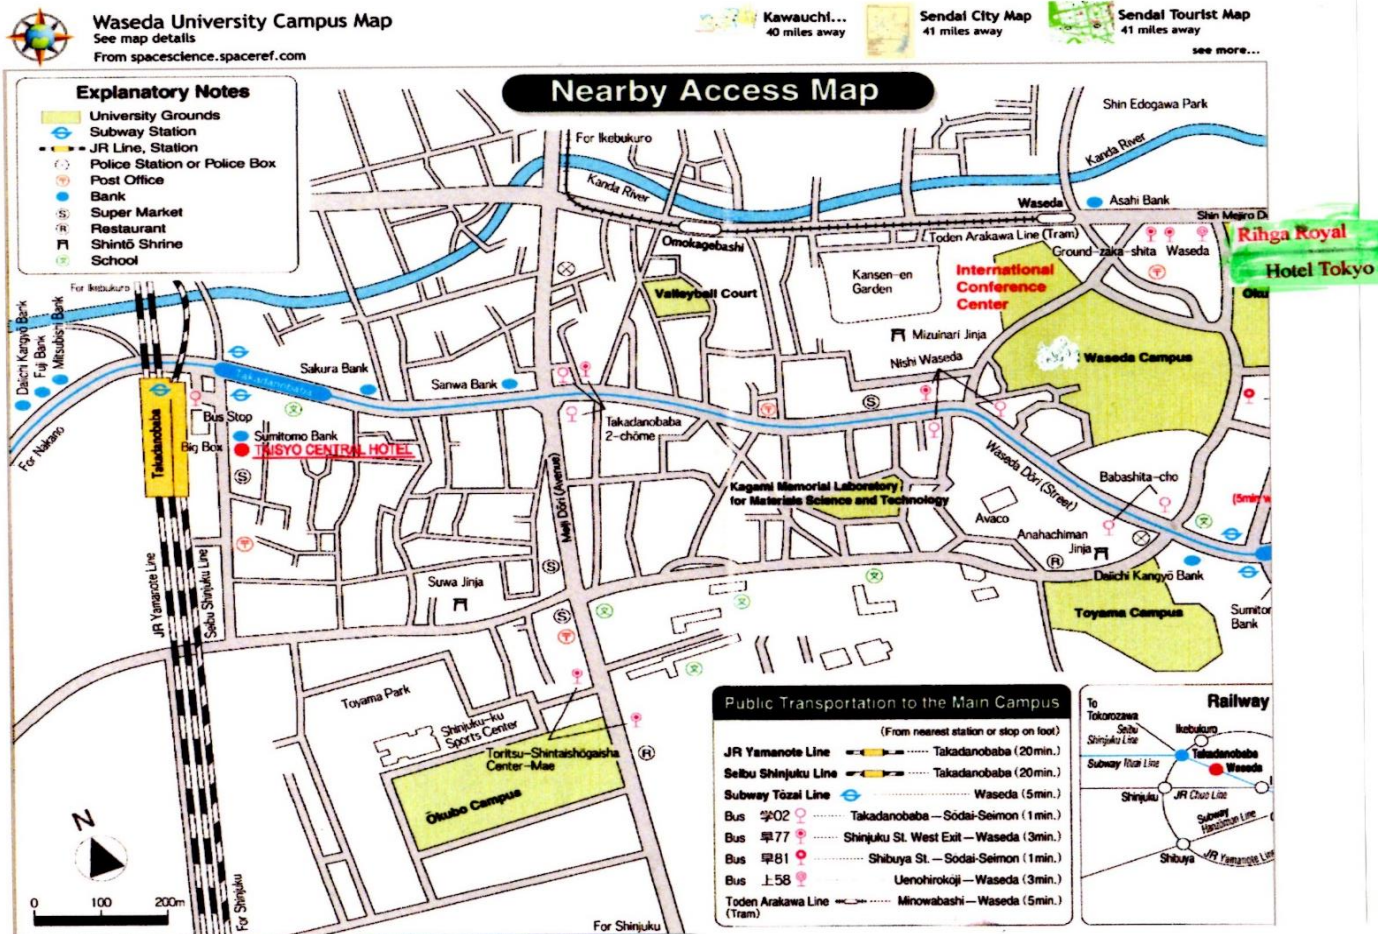 Waseda University Campus Map
See map details
From spacescience.spaceref.com
Kawauchi...
40 miles away
Sendai City Map
41 miles away
Sendai Tourist Map
41 miles away
see more...
Explanatory Notes
University Grounds
Subway Station
JR Line, Station
Police Station or Police Box
Post Office
Bank
Super Market
Restaurant
Shintō Shrine
School
Nearby Access Map
For Ikebukuro
Shin Edogawa Park
Kanda River
Kanda River
Waseda
Asahi Bank
Shin Mejiro
Omokagebashi
Toden Arakawa Line (Tram)
Ground-zaka-shita Waseda
Rihga Royal
Hotel Tokyo
Kansen-en
Garden
International
Conference
Center
Valleyball Court
Oku
For Ikebukuro
Daiichi Kangyo Bank
Fuji Bank
Mitsubishi Bank
Mizuinari Jinja
Waseda Campus
Nishi Waseda
Sakura Bank
Sanwa Bank
Takadanobaba
Takadanobaba
Bus Stop
Takadanobaba
2-chōme
Big Box
Sumitomo Bank
TAISYO CENTRAL HOTEL
For Nakano
Waseda Dōri (Street)
Babashita-cho
Kagami Memorial Laboratory
for Materials Science and Technology
Avaco
Anahachiman
Jinja
(5min
Meiji Dōri (Avenue)
Daiichi Kangyō Bank
Suwa Jinja
JR Yamanote Line
Seibu Shinjuku Line
Toyama Campus
Bank
Toyama Park
Shinjuku-ku
Sports Center
Toritsu-Shintaishōgaisha
Center-Mae
Ōkubo Campus
N
0 100 200m
For Shinjuku
For Shinjuku
Public Transportation to the Main Campus
(From nearest station or stop on foot)
JR Yamanote Line Takadanobaba (20min.)
Seibu Shinjuku Line Takadanobaba (20min.)
Subway Tōzai Line Waseda (5min.)
Bus 学02 Takadanobaba—Sōdai-Seimon (1min.)
Bus 早77 Shinjuku St. West Exit—Waseda (3min.)
Bus 早81 Shibuya St.—Sōdai-Seimon (1min.)
Bus 上58 Uenohirokōji—Waseda (3min.)
Toden Arakawa Line Minowabashi—Waseda (5min.)
(Tram)
Railway
To
Tokorozawa
Seibu
Shinjuku Line
Ikebukuro
Takadanobaba
Subway Tōzai Line
Waseda
Shinjuku
JR Chuo Line
Subway
Hanzōmon Line
Shibuya
JR Yamanote Line